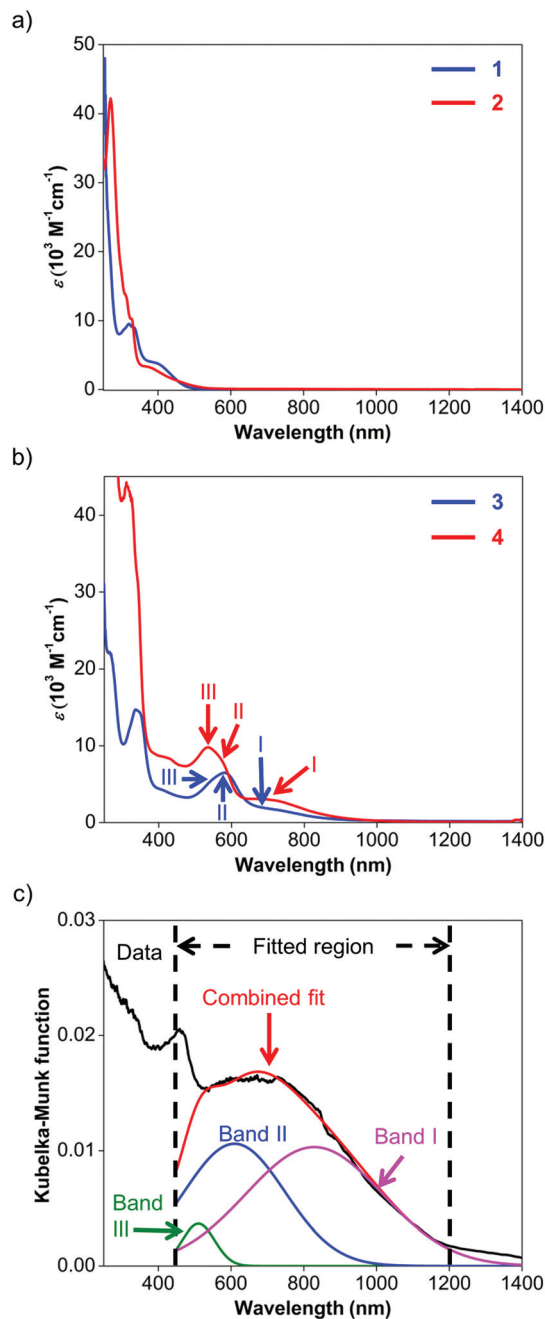 a)
50
40
30
20
10
0
ε (10³ M⁻¹cm⁻¹)
1
2
400 600 800 1000 1200 1400
Wavelength (nm)
b)
40
30
20
10
0
ε (10³ M⁻¹cm⁻¹)
3
4
III
II
I
I
III
II
400 600 800 1000 1200 1400
Wavelength (nm)
c)
0.03
0.02
0.01
0.00
Kubelka-Munk function
Data
Fitted region
Combined fit
Band II
Band I
Band
III
400 600 800 1000 1200 1400
Wavelength (nm)